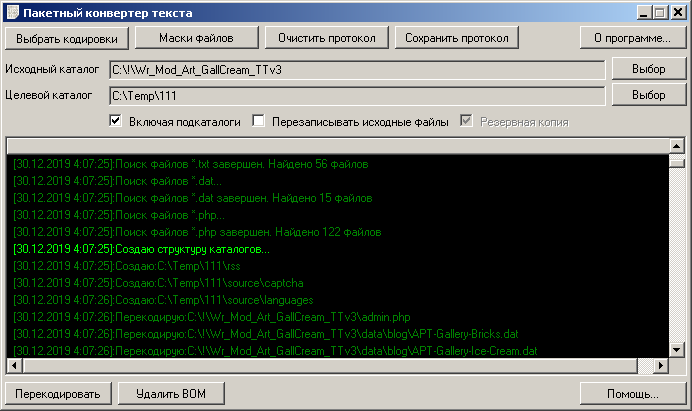 Пакетный конвертер текста
Выбрать кодировки Маски файлов Очистить протокол Сохранить протокол О программе...
Исходный каталог C:\!\Wr_Mod_Art_GallCream_TTv3 Выбор
Целевой каталог C:\Temp\111 Выбор
Включая подкаталоги Перезаписывать исходные файлы Резервная копия
[30.12.2019 4:07:25]:Поиск файлов *.txt завершен. Найдено 56 файлов
[30.12.2019 4:07:25]:Поиск файлов *.dat...
[30.12.2019 4:07:25]:Поиск файлов *.dat завершен. Найдено 15 файлов
[30.12.2019 4:07:25]:Поиск файлов *.php...
[30.12.2019 4:07:25]:Поиск файлов *.php завершен. Найдено 122 файлов
[30.12.2019 4:07:25]:Создаю структуру каталогов...
[30.12.2019 4:07:25]:Создаю:C:\Temp\111\rss
[30.12.2019 4:07:25]:Создаю:C:\Temp\111\source\captcha
[30.12.2019 4:07:26]:Создаю:C:\Temp\111\source\languages
[30.12.2019 4:07:26]:Перекодирую:C:\!\Wr_Mod_Art_GallCream_TTv3\admin.php
[30.12.2019 4:07:26]:Перекодирую:C:\!\Wr_Mod_Art_GallCream_TTv3\data\blog\APT-Gallery-Bricks.dat
[30.12.2019 4:07:26]:Перекодирую:C:\!\Wr_Mod_Art_GallCream_TTv3\data\blog\APT-Gallery-Ice-Cream.dat
Перекодировать Удалить BOM Помощь...